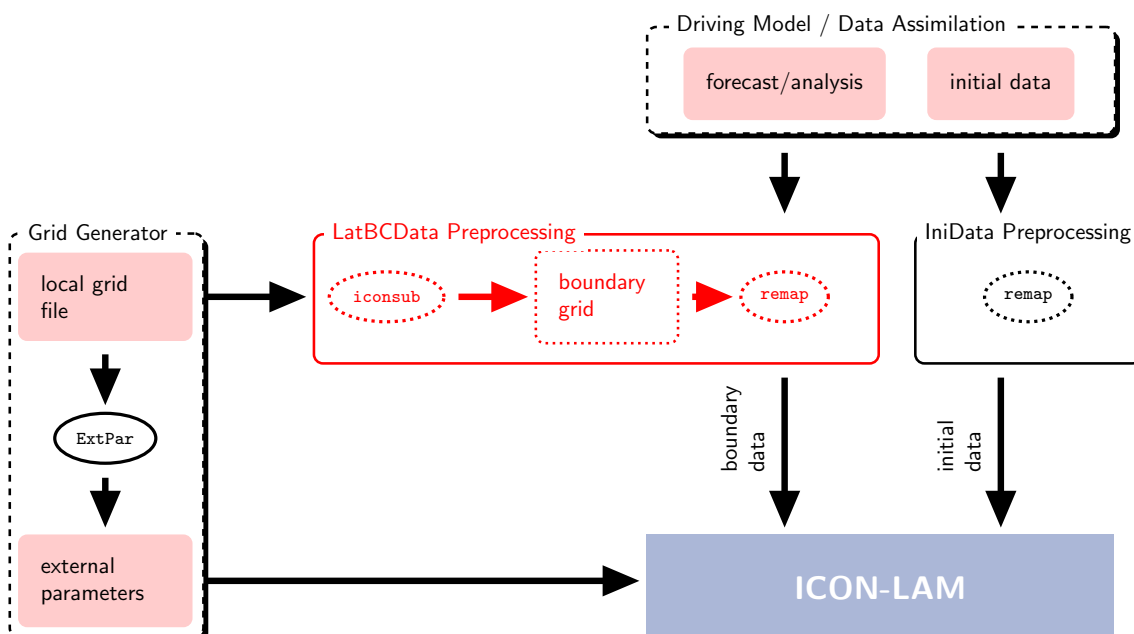 Driving Model / Data Assimilation
forecast/analysis
initial data
Grid Generator
LatBCData Preprocessing
IniData Preprocessing
local grid
file
iconsub
boundary
grid
remap
remap
ExtPar
boundary
data
initial
data
external
parameters
ICON-LAM